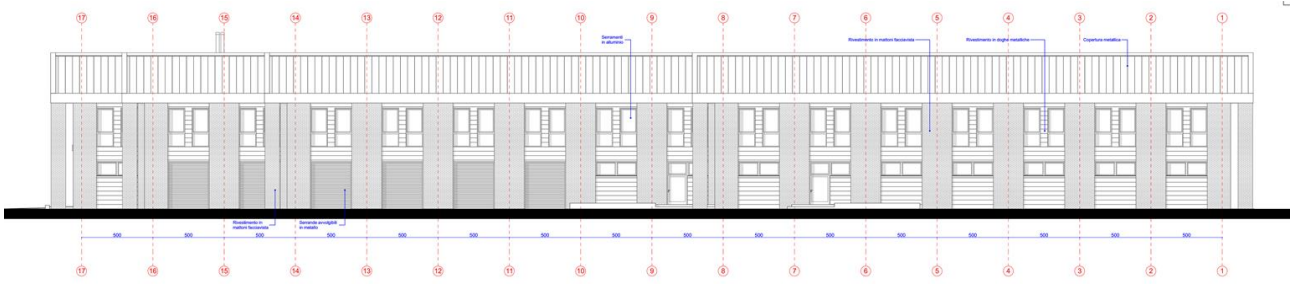 17 16 15 14 13 12 11 10 9 8 7 6 5 4 3 2 1
Serramenti
in alluminio
Rivestimento in mattoni facciavista
Rivestimento in doghe metalliche
Copertura metallica
Rivestimento in
mattoni facciavista
Serrande avvolgibili
in metallo
500 500 500 500 500 500 500 500 500 500 500 500 500 500 500 500
17 16 15 14 13 12 11 10 9 8 7 6 5 4 3 2 1